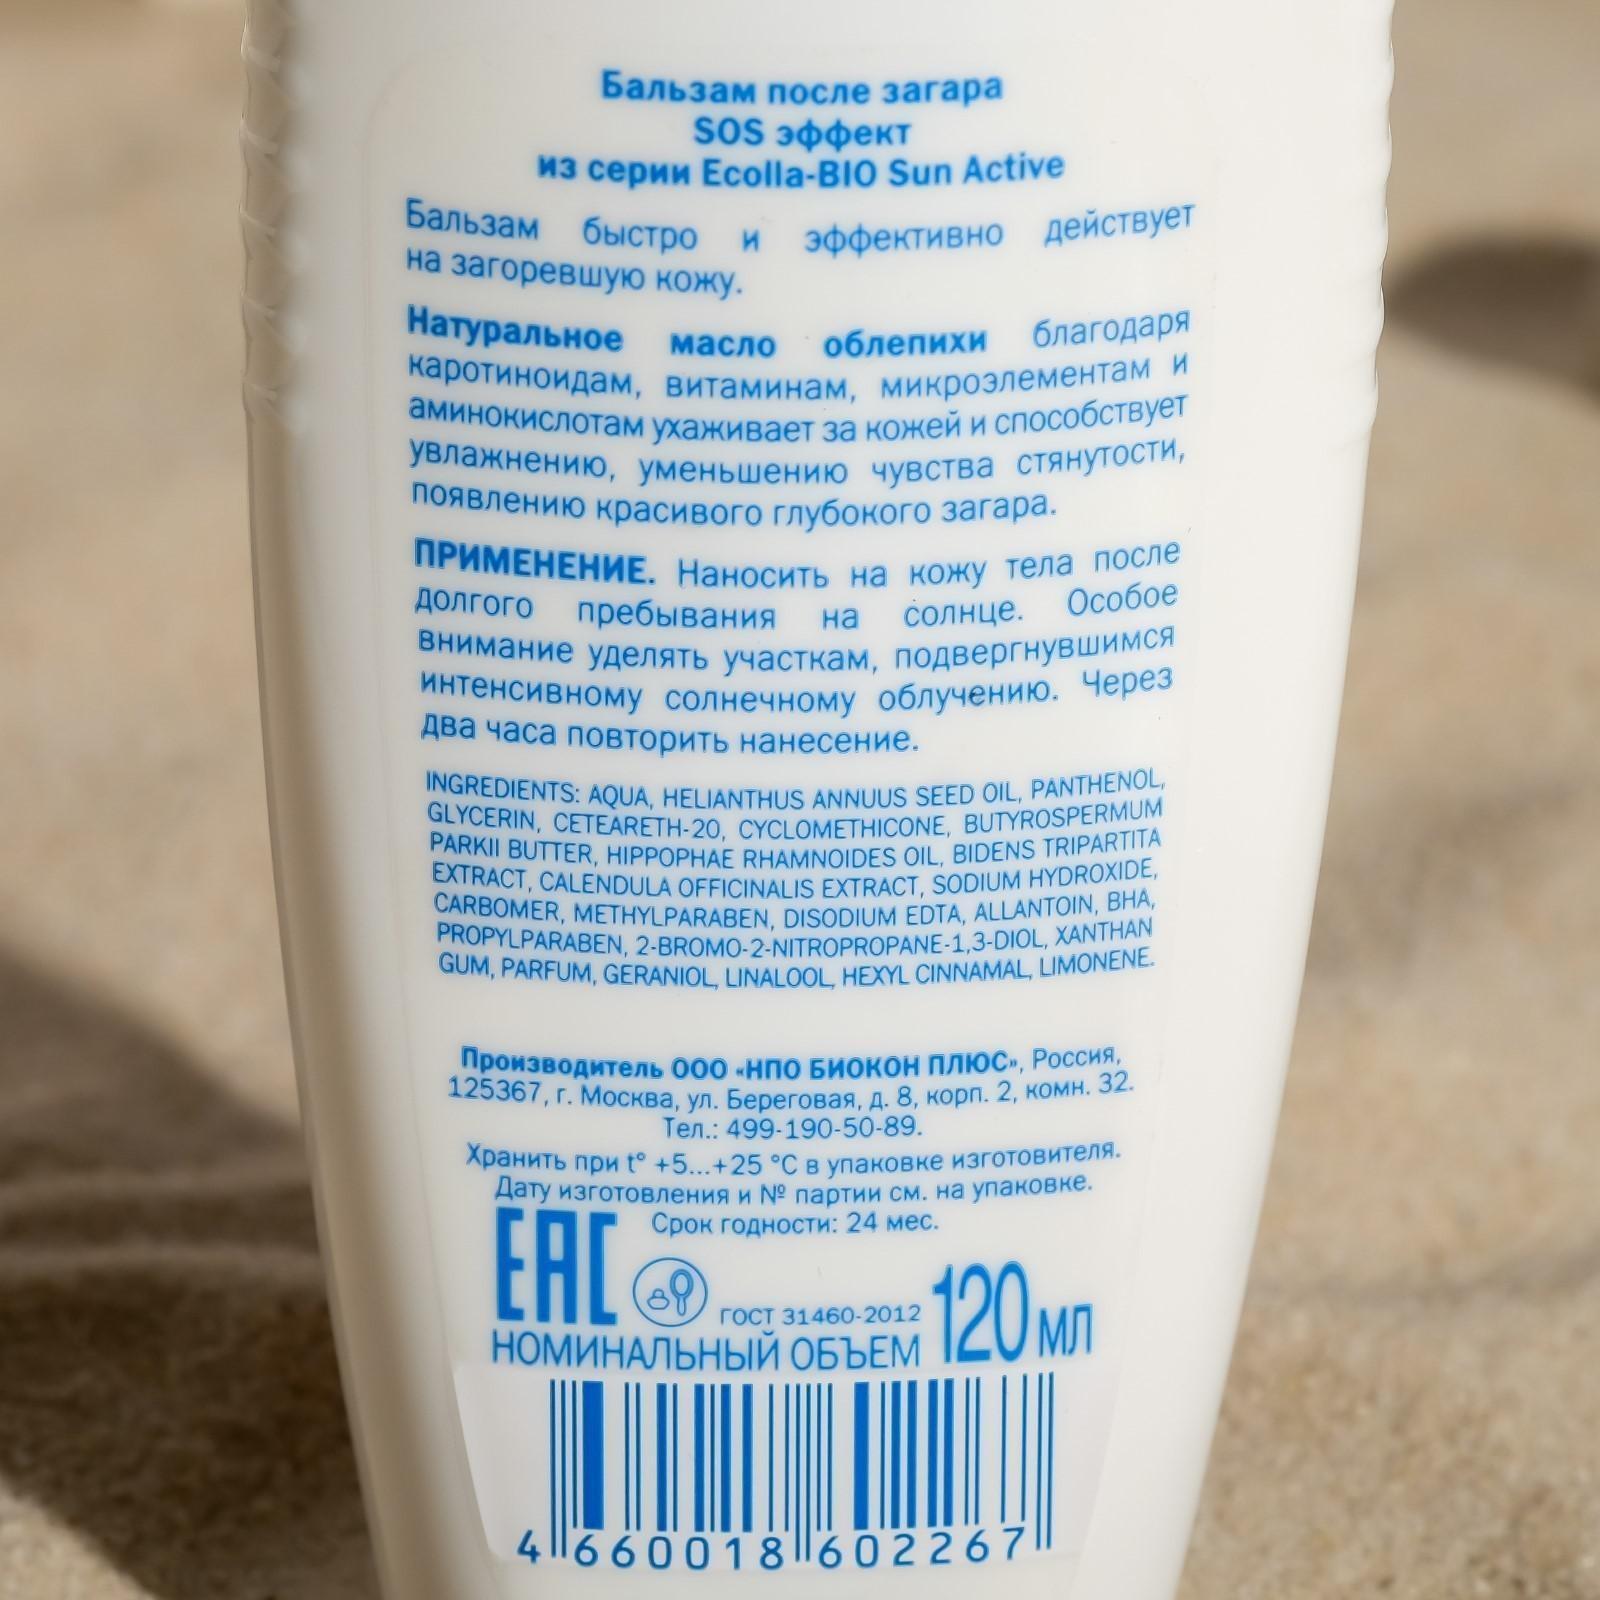 Бальзам после загара
SOS эффект
из серии Ecolla-BIO Sun Active
Бальзам быстро и эффективно действует
на загоревшую кожу.
Натуральное масло облепихи благодаря
каротиноидам, витаминам, микроэлементам и
аминокислотам ухаживает за кожей и способствует
увлажнению, уменьшению чувства стянутости,
появлению красивого глубокого загара.
ПРИМЕНЕНИЕ. Наносить на кожу тела после
долгого пребывания на солнце. Особое
внимание уделять участкам, подвергнувшимся
интенсивному солнечному облучению. Через
два часа повторить нанесение.
INGREDIENTS: AQUA, HELIANTHUS ANNUUS SEED OIL, PANTHENOL,
GLYCERIN, CETEARETH-20, CYCLOMETHICONE, BUTYROSPERMUM
PARKII BUTTER, HIPPOPHAE RHAMNOIDES OIL, BIDENS TRIPARTITA
EXTRACT, CALENDULA OFFICINALIS EXTRACT, SODIUM HYDROXIDE,
CARBOMER, METHYLPARABEN, DISODIUM EDTA, ALLANTOIN, BHA,
PROPYLPARABEN, 2-BROMO-2-NITROPROPANE-1,3-DIOL, XANTHAN
GUM, PARFUM, GERANIOL, LINALOOL, HEXYL CINNAMAL, LIMONENE.
Производитель ООО «НПО БИОКОН ПЛЮС», Россия,
125367, г. Москва, ул. Береговая, д. 8, корп. 2, комн. 32.
Тел.: 499-190-50-89.
Хранить при t° +5...+25 °C в упаковке изготовителя.
Дату изготовления и № партии см. на упаковке.
Срок годности: 24 мес.
EAC
ГОСТ 31460-2012
НОМИНАЛЬНЫЙ ОБЪЕМ 120 МЛ
4 660018 602267